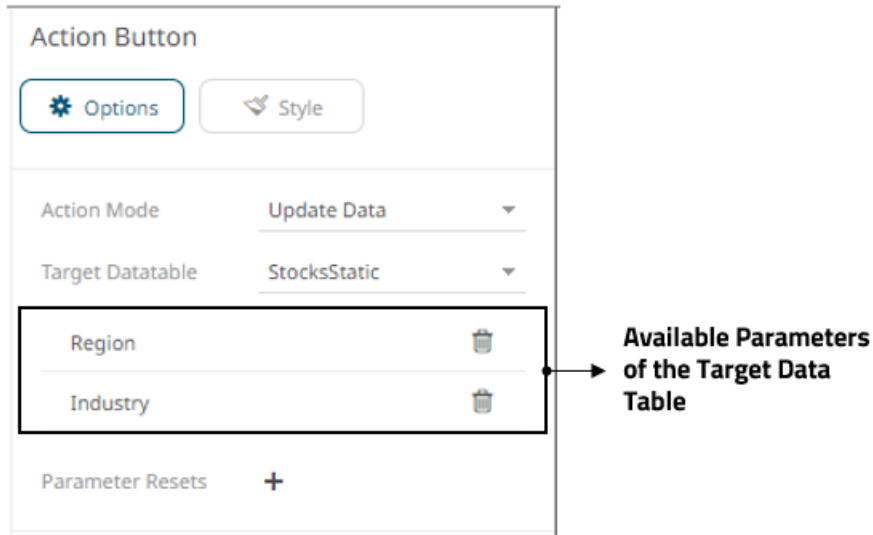 Action Button
Options
Style
Action Mode
Update Data
Target Datatable
StocksStatic
Region
Industry
Available Parameters
of the Target Data
Table
Parameter Resets